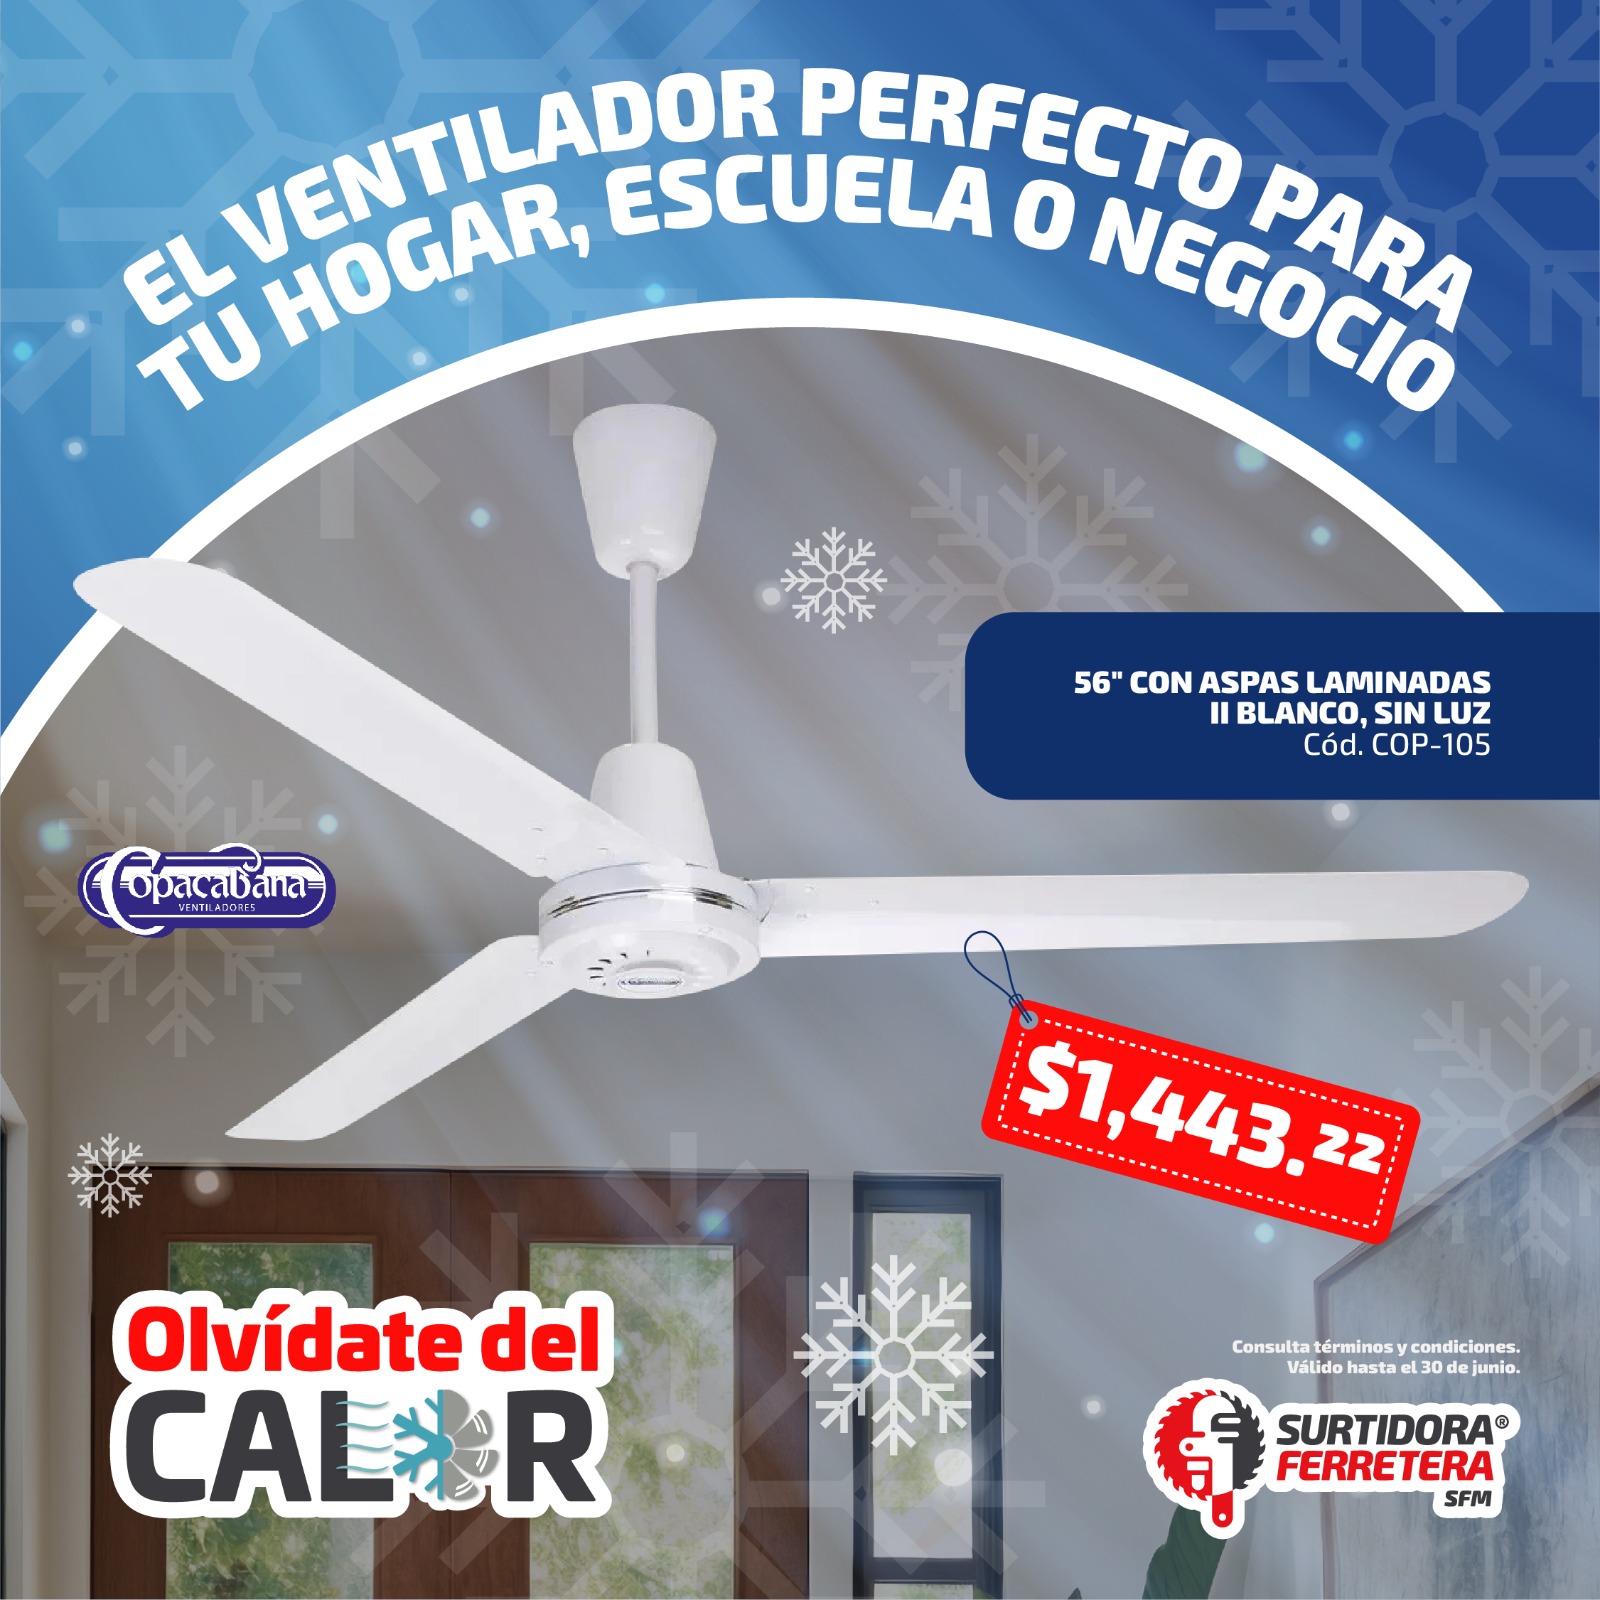 EL VENTILADOR PERFECTO PARA
TU HOGAR, ESCUELA O NEGOCIO
56" CON ASPAS LAMINADAS
II BLANCO, SIN LUZ
Cód. COP-105
Copacabana
VENTILADORES
$1,443.22
Olvídate del
CALOR
Consulta términos y condiciones.
Válido hasta el 30 de junio.
SURTIDORA®
FERRETERA
SFM